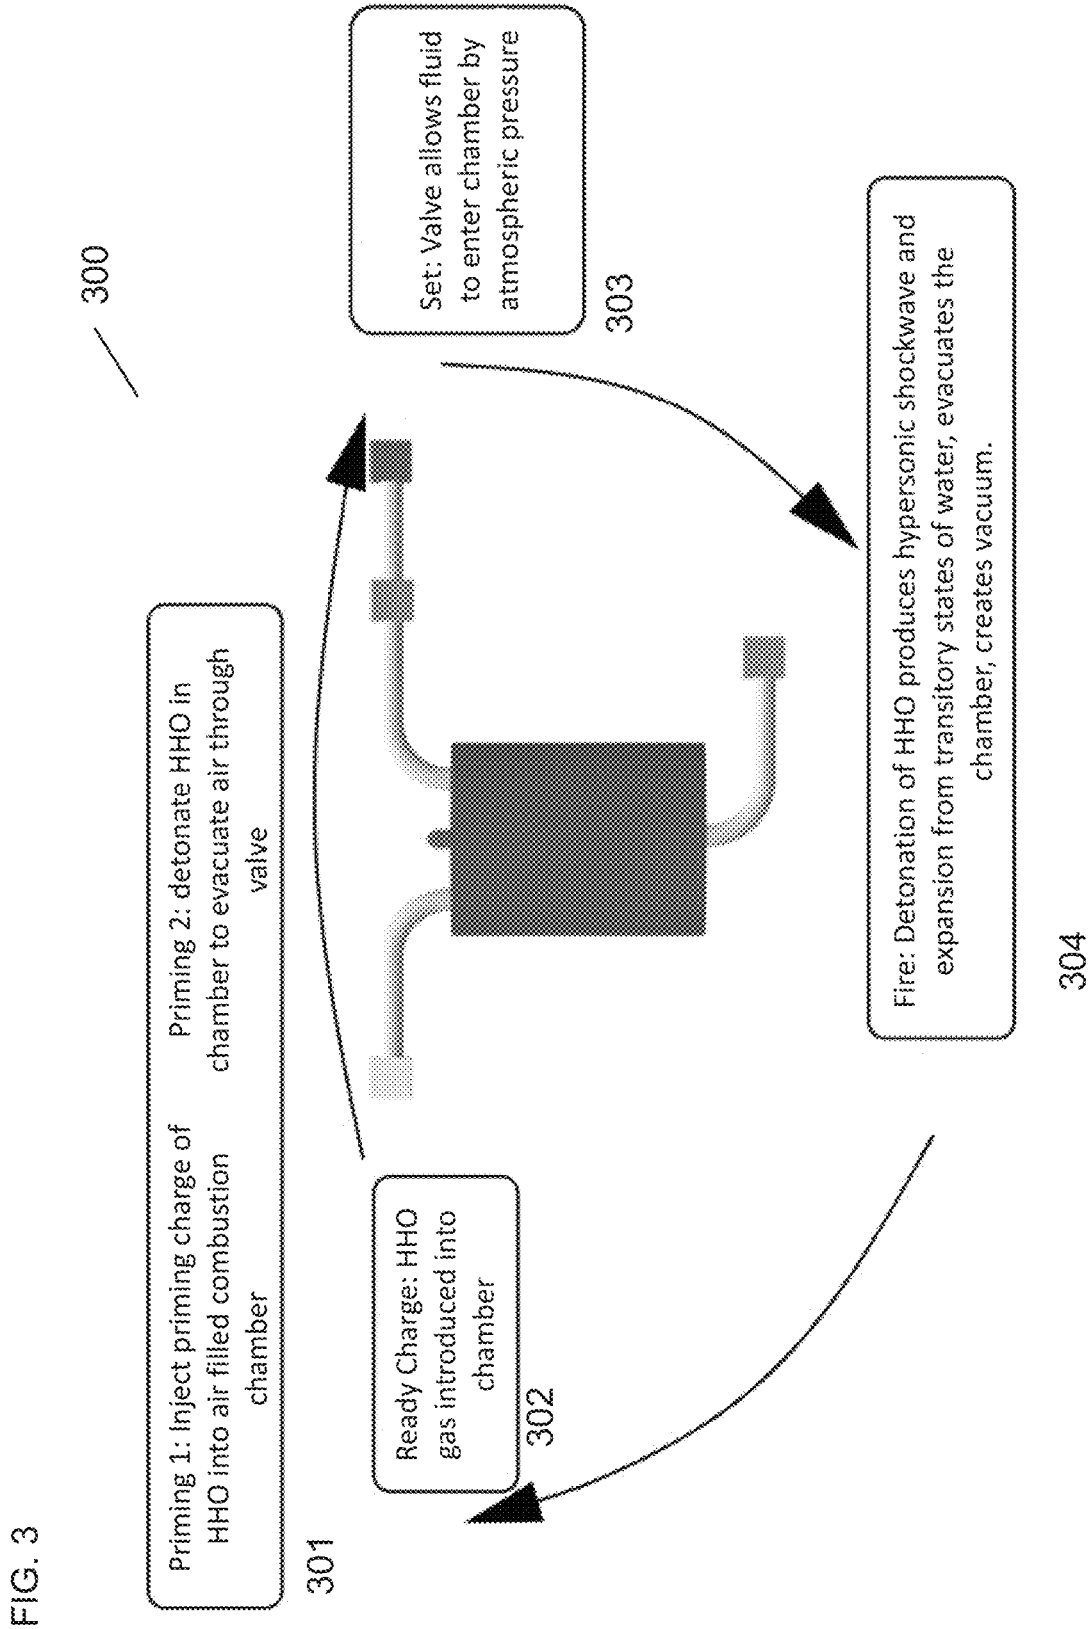 FIG. 3
300
Priming 1: Inject priming charge of
HHO into air filled combustion
chamber
Priming 2: detonate HHO in
chamber to evacuate air through
valve
301
Ready Charge: HHO
gas introduced into
chamber
302
Set: Valve allows fluid
to enter chamber by
atmospheric pressure
303
Fire: Detonation of HHO produces hypersonic shockwave and
expansion from transitory states of water, evacuates the
chamber, creates vacuum.
304